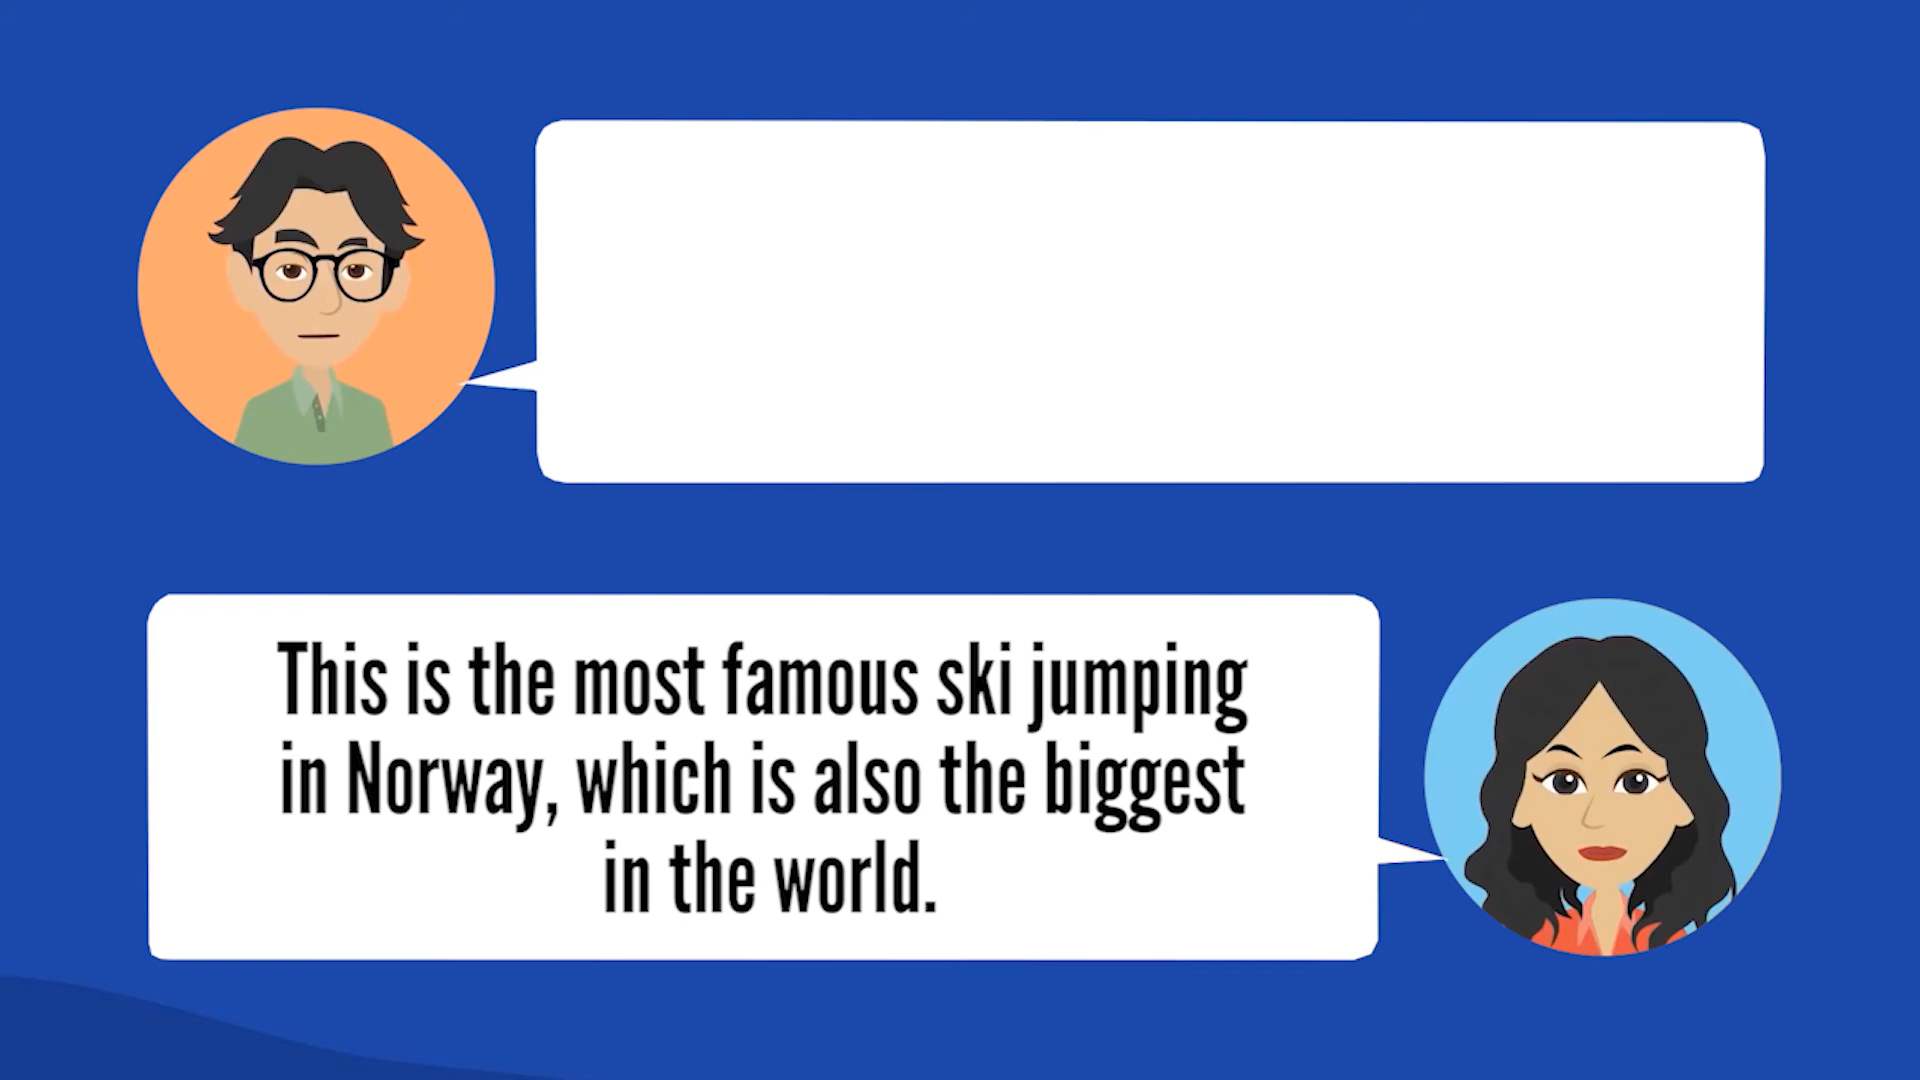 This is the most famous ski jumping
in Norway, which is also the biggest
in the world.